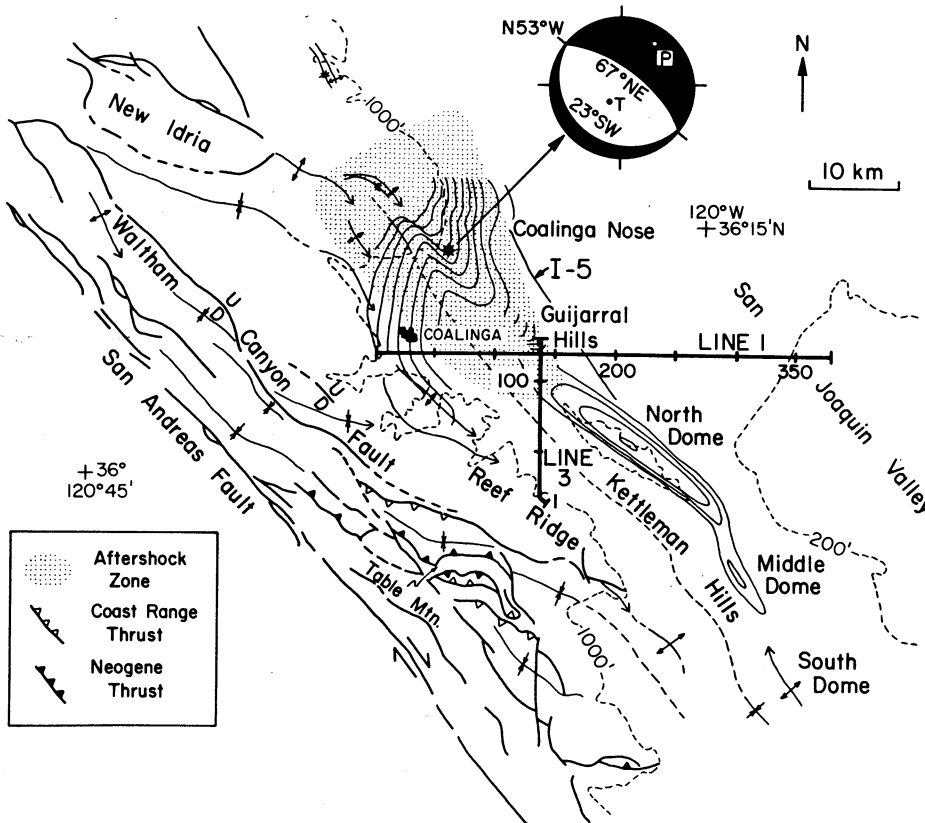 N53°W
P
67°NE
T
23°SW
N
10 km
1000'
New Idria
120°W
36°15'N
Coalinga Nose
I-5
San
Joaquin
Valley
Waltham
Canyon
Fault
U
D
U
D
COALINGA
Guijarral
Hills
LINE 1
100
200
350
North
Dome
LINE
3
1
San
Andreas
Fault
36°
120°45'
Reef
Ridge
Kettleman
Hills
200'
Middle
Dome
South
Dome
Table Mtn.
1000'
Aftershock
Zone
Coast Range
Thrust
Neogene
Thrust